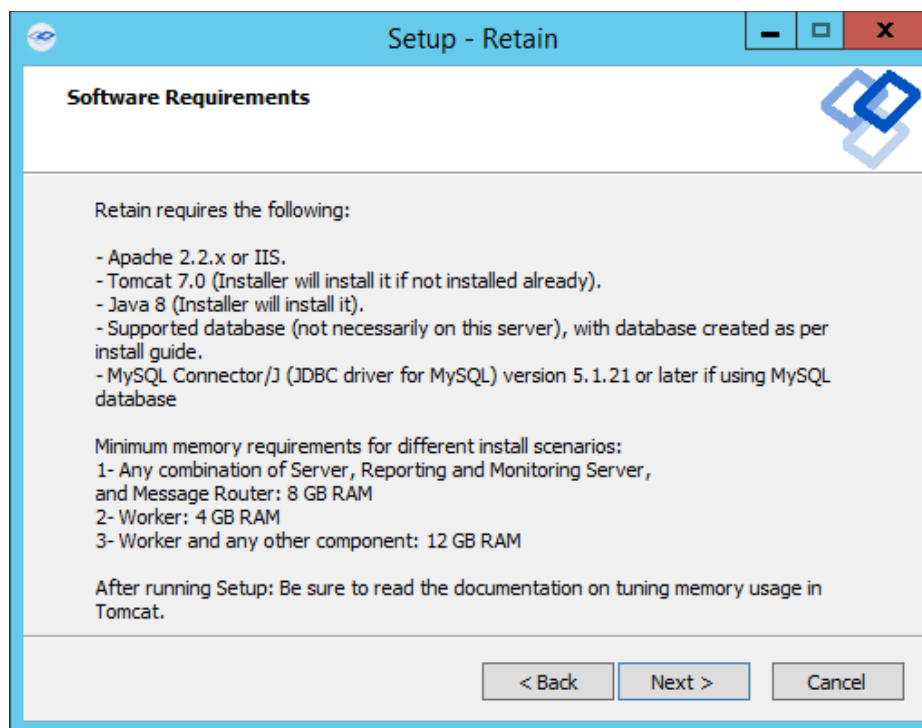 Setup - Retain
Software Requirements
Retain requires the following:
- Apache 2.2.x or IIS.
- Tomcat 7.0 (Installer will install it if not installed already).
- Java 8 (Installer will install it).
- Supported database (not necessarily on this server), with database created as per
install guide.
- MySQL Connector/J (JDBC driver for MySQL) version 5.1.21 or later if using MySQL
database
Minimum memory requirements for different install scenarios:
1- Any combination of Server, Reporting and Monitoring Server,
and Message Router: 8 GB RAM
2- Worker: 4 GB RAM
3- Worker and any other component: 12 GB RAM
After running Setup: Be sure to read the documentation on tuning memory usage in
Tomcat.
< Back Next > Cancel